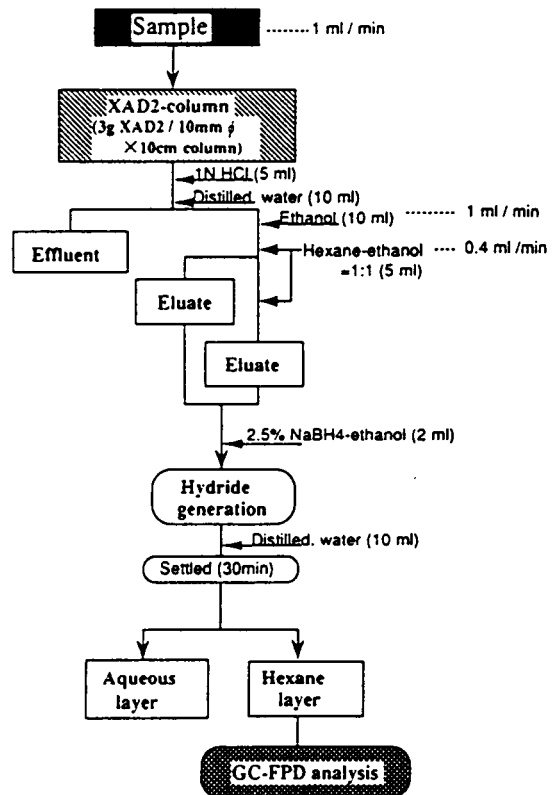 Sample
1 ml / min
XAD2-column
(3g XAD2 / 10mm φ
×10cm column)
1N HCl (5 ml)
Distilled. water (10 ml)
Ethanol (10 ml)
1 ml / min
Effluent
Hexane-ethanol
=1:1 (5 ml)
0.4 ml /min
Eluate
Eluate
2.5% NaBH4-ethanol (2 ml)
Hydride
generation
Distilled. water (10 ml)
Settled (30min)
Aqueous
layer
Hexane
layer
GC-FPD analysis